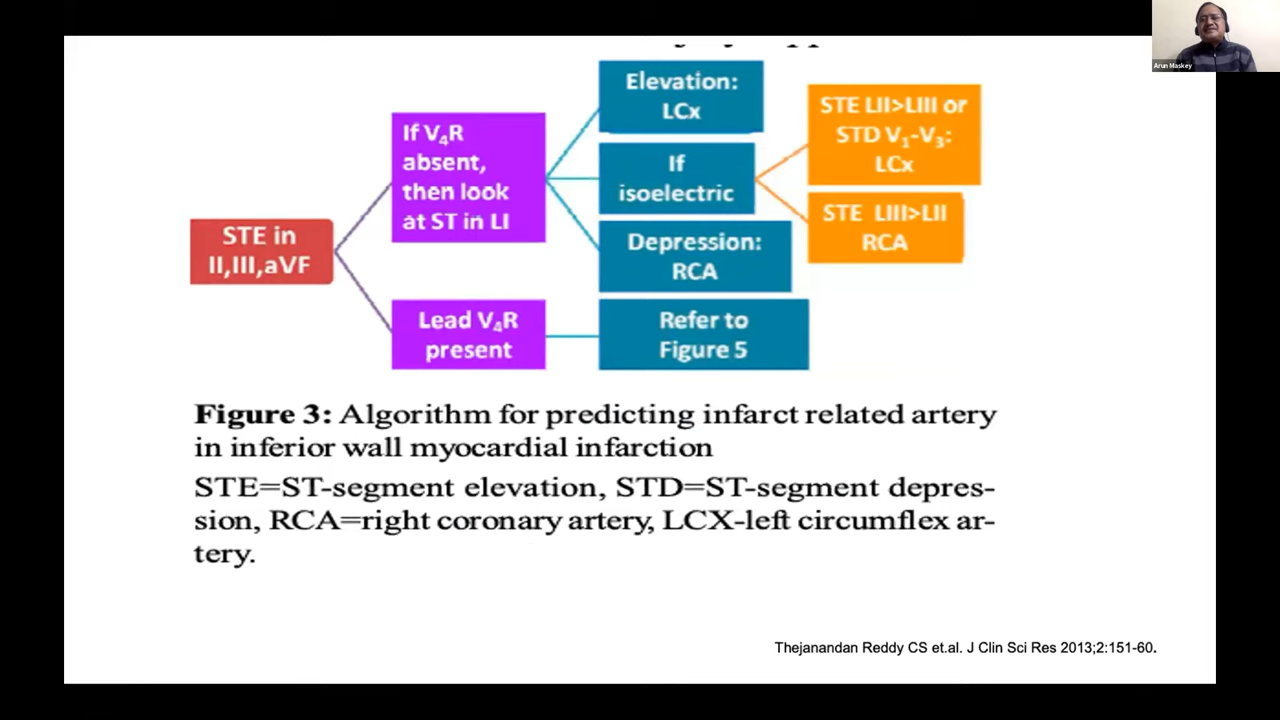 Arun Maskey
Elevation:
LCx
If V₄R
absent,
then look
at ST in LI
STE LII>LIII or
STD V₁-V₃:
LCx
If
isoelectric
STE in
II,III,aVF
STE LIII>LII
RCA
Depression:
RCA
Lead V₄R
present
Refer to
Figure 5
Figure 3: Algorithm for predicting infarct related artery
in inferior wall myocardial infarction
STE=ST-segment elevation, STD=ST-segment depres-
sion, RCA=right coronary artery, LCX-left circumflex ar-
tery.
Thejanandan Reddy CS et.al. J Clin Sci Res 2013;2:151-60.